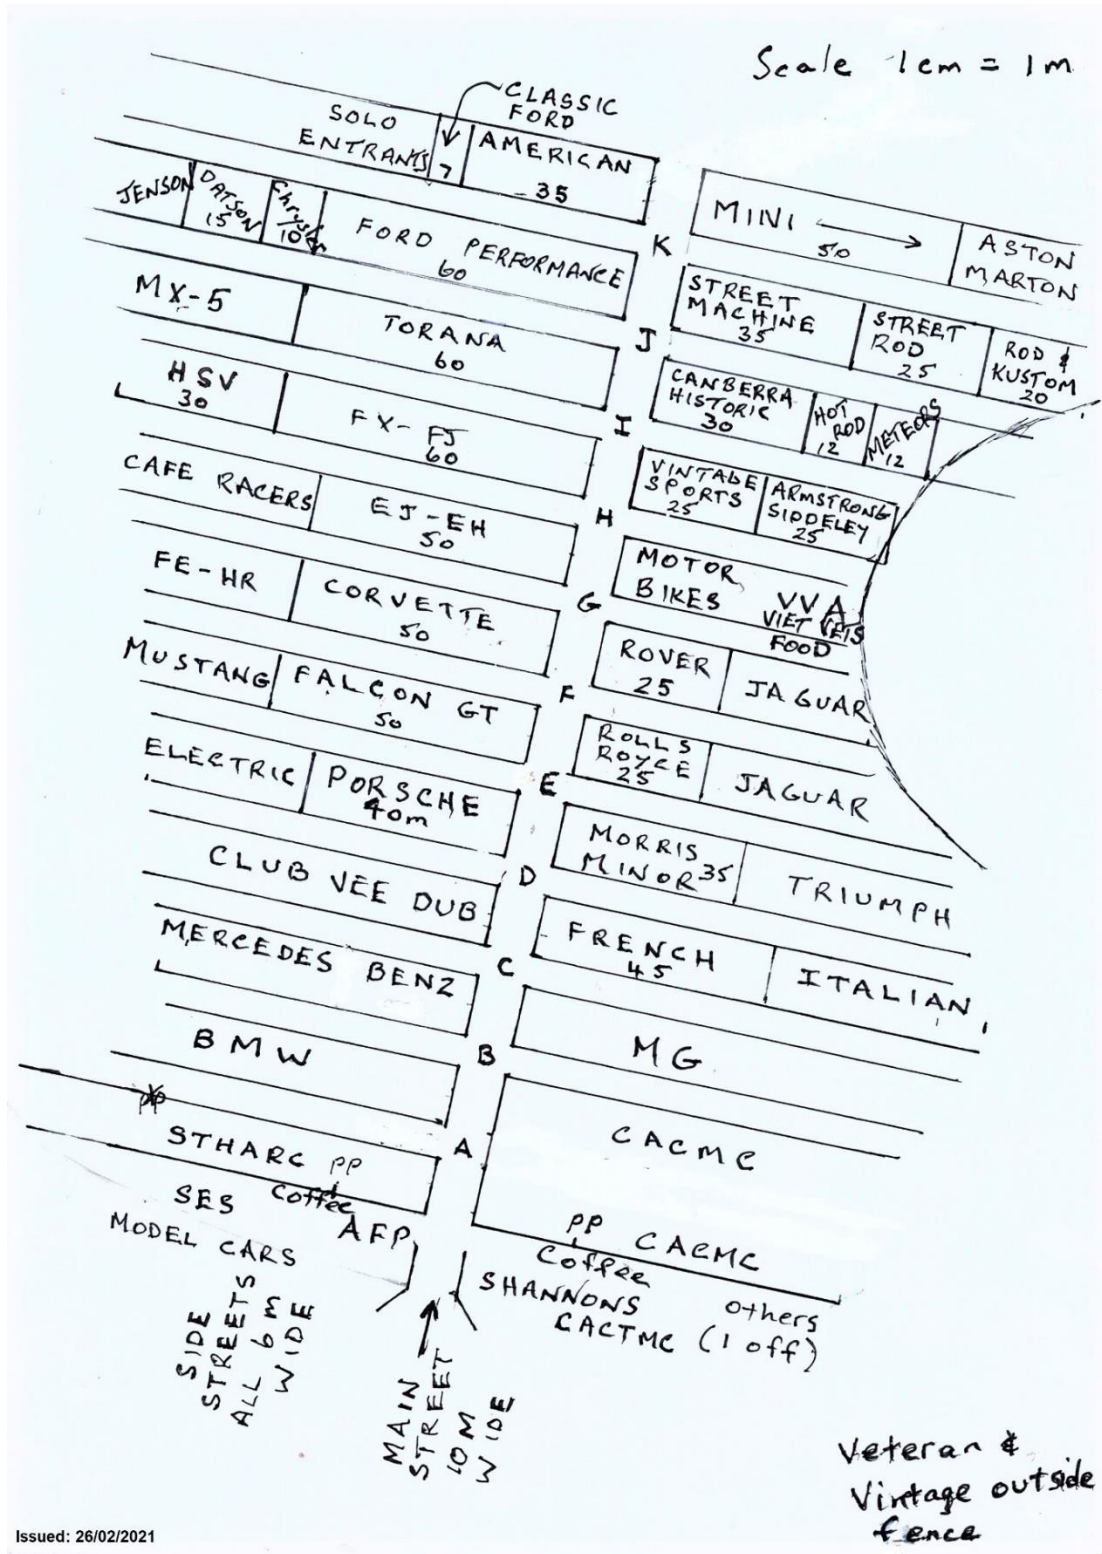 Scale 1cm = 1m
CLASSIC
FORD
SOLO
ENTRANTS
7
AMERICAN
35
MINI
50
ASTON
MARTON
JENSON
DATSON
15
Chrysler
10
FORD PERFORMANCE
60
K
STREET
MACHINE
35
STREET
ROD
25
ROD &
KUSTOM
20
MX-5
TORANA
60
J
CANBERRA
HISTORIC
30
HOT
ROD
12
METEORS
12
HSV
30
FX-FJ
60
I
VINTAGE
SPORTS
25
ARMSTRONG
SIDDELEY
25
CAFE RACERS
EJ-EH
50
H
MOTOR
BIKES
VVA
VIET VETS
FOOD
FE-HR
CORVETTE
50
G
ROVER
25
JAGUAR
MUSTANG
FALCON GT
50
F
ROLLS
ROYCE
25
JAGUAR
ELECTRIC
PORSCHE
40m
E
MORRIS
MINOR 35
TRIUMPH
CLUB VEE DUB
D
FRENCH
45
ITALIAN
MERCEDES BENZ
C
MG
BMW
B
CACMC
PP
STHARC PP
Coffee
A
PP CACMC
Coffee
SES
AFP
MODEL CARS
SHANNONS
others
CACTMC (1 off)
SIDE
STREETS
ALL 6M
WIDE
MAIN
STREET
10M
WIDE
Veteran &
Vintage outside
fence
Issued: 26/02/2021